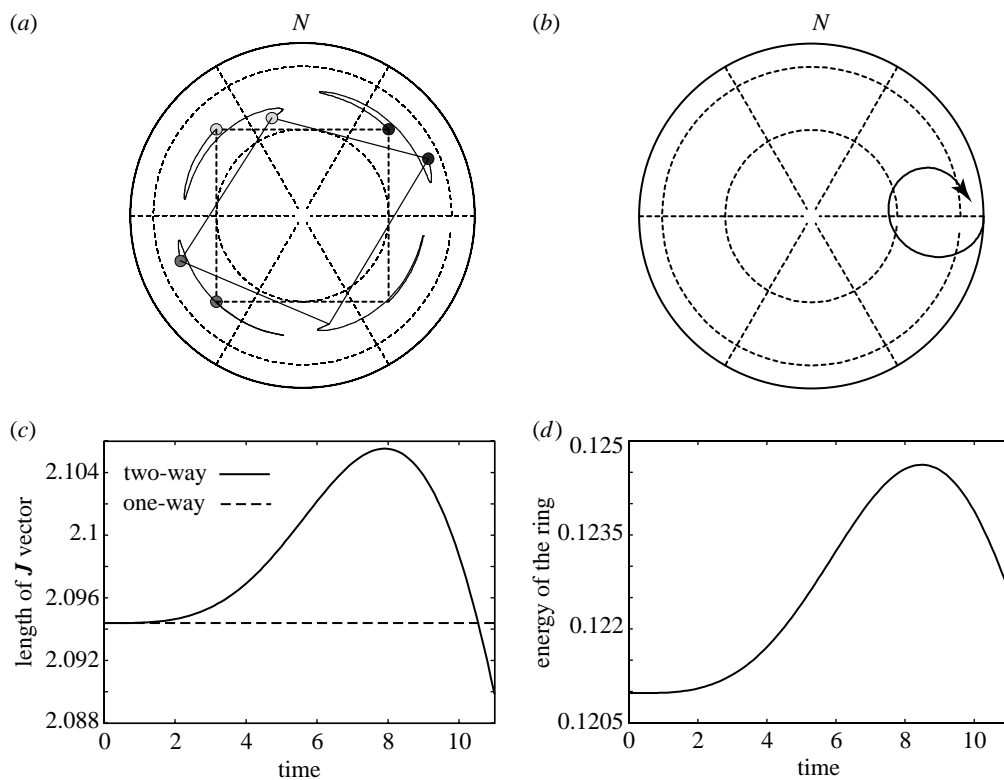 (a)
N
(b)
N
(c)
2.104
2.1
2.096
2.092
2.088
length of J vector
two-way
one-way
0 2 4 6 8 10
time
(d)
0.125
0.1235
0.122
0.1205
energy of the ring
0 2 4 6 8 10
time